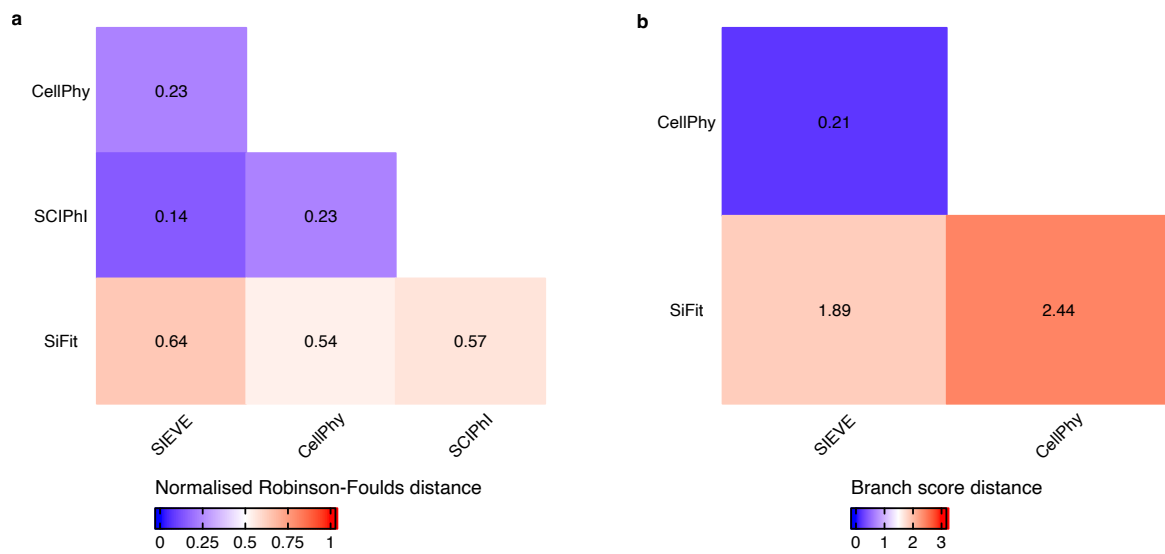 a
CellPhy
0.23
SCIPhI
0.14
0.23
SiFit
0.64
0.54
0.57
SIEVE
CellPhy
SCIPhI
Normalised Robinson-Foulds distance
0
0.25
0.5
0.75
1
b
CellPhy
0.21
SiFit
1.89
2.44
SIEVE
CellPhy
Branch score distance
0
1
2
3